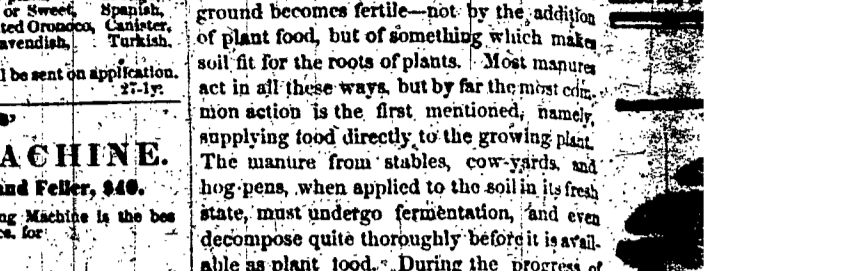 or Sweet, Spanish,
ted Oronoco, Canister,
avendish, Turkish.
l be sent on application.
27-1y.
ACHINE.
and Feller, $40.
ng Machine is the bes
ce. for
ground becomes fertile—not by the addition
of plant food, but of something which makes
soil fit for the roots of plants. Most manures
act in all these ways, but by far the most com-
mon action is the first mentioned, namely,
supplying food directly to the growing plant.
The manure from stables, cow-yards, and
hog-pens, when applied to the soil in its fresh
state, must undergo fermentation, and even
decompose quite thoroughly before it is avail-
able as plant food. During the progress of